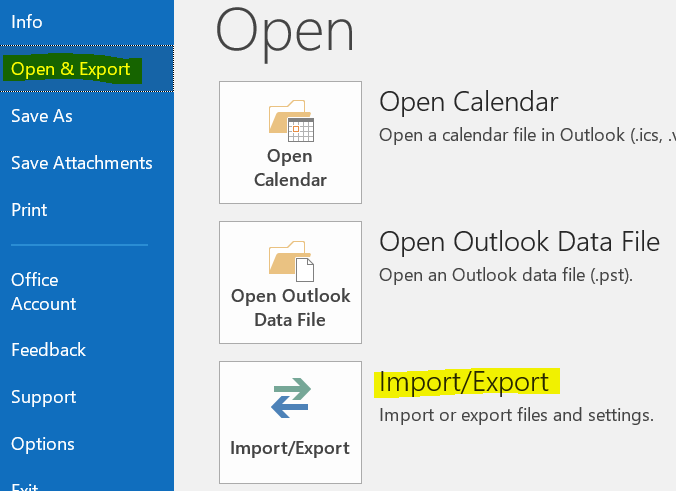 Info
Open & Export
Save As
Save Attachments
Print
Office
Account
Feedback
Support
Options
Exit
Open
Open
Calendar
Open Calendar
Open a calendar file in Outlook (.ics, .v
Open Outlook
Data File
Open Outlook Data File
Open an Outlook data file (.pst).
Import/Export
Import/Export
Import or export files and settings.